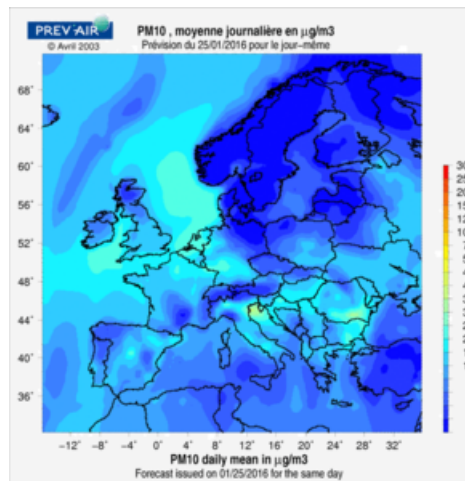 PREV'AIR
© Avril 2003
PM10 , moyenne journalière en µg/m3
Prévision du 25/01/2016 pour le jour-même
68°
64°
60°
56°
52°
48°
44°
40°
36°
-12° -8° -4° 0° 4° 8° 12° 16° 20° 24° 28° 32°
PM10 daily mean in µg/m3
Forecast issued on 01/25/2016 for the same day